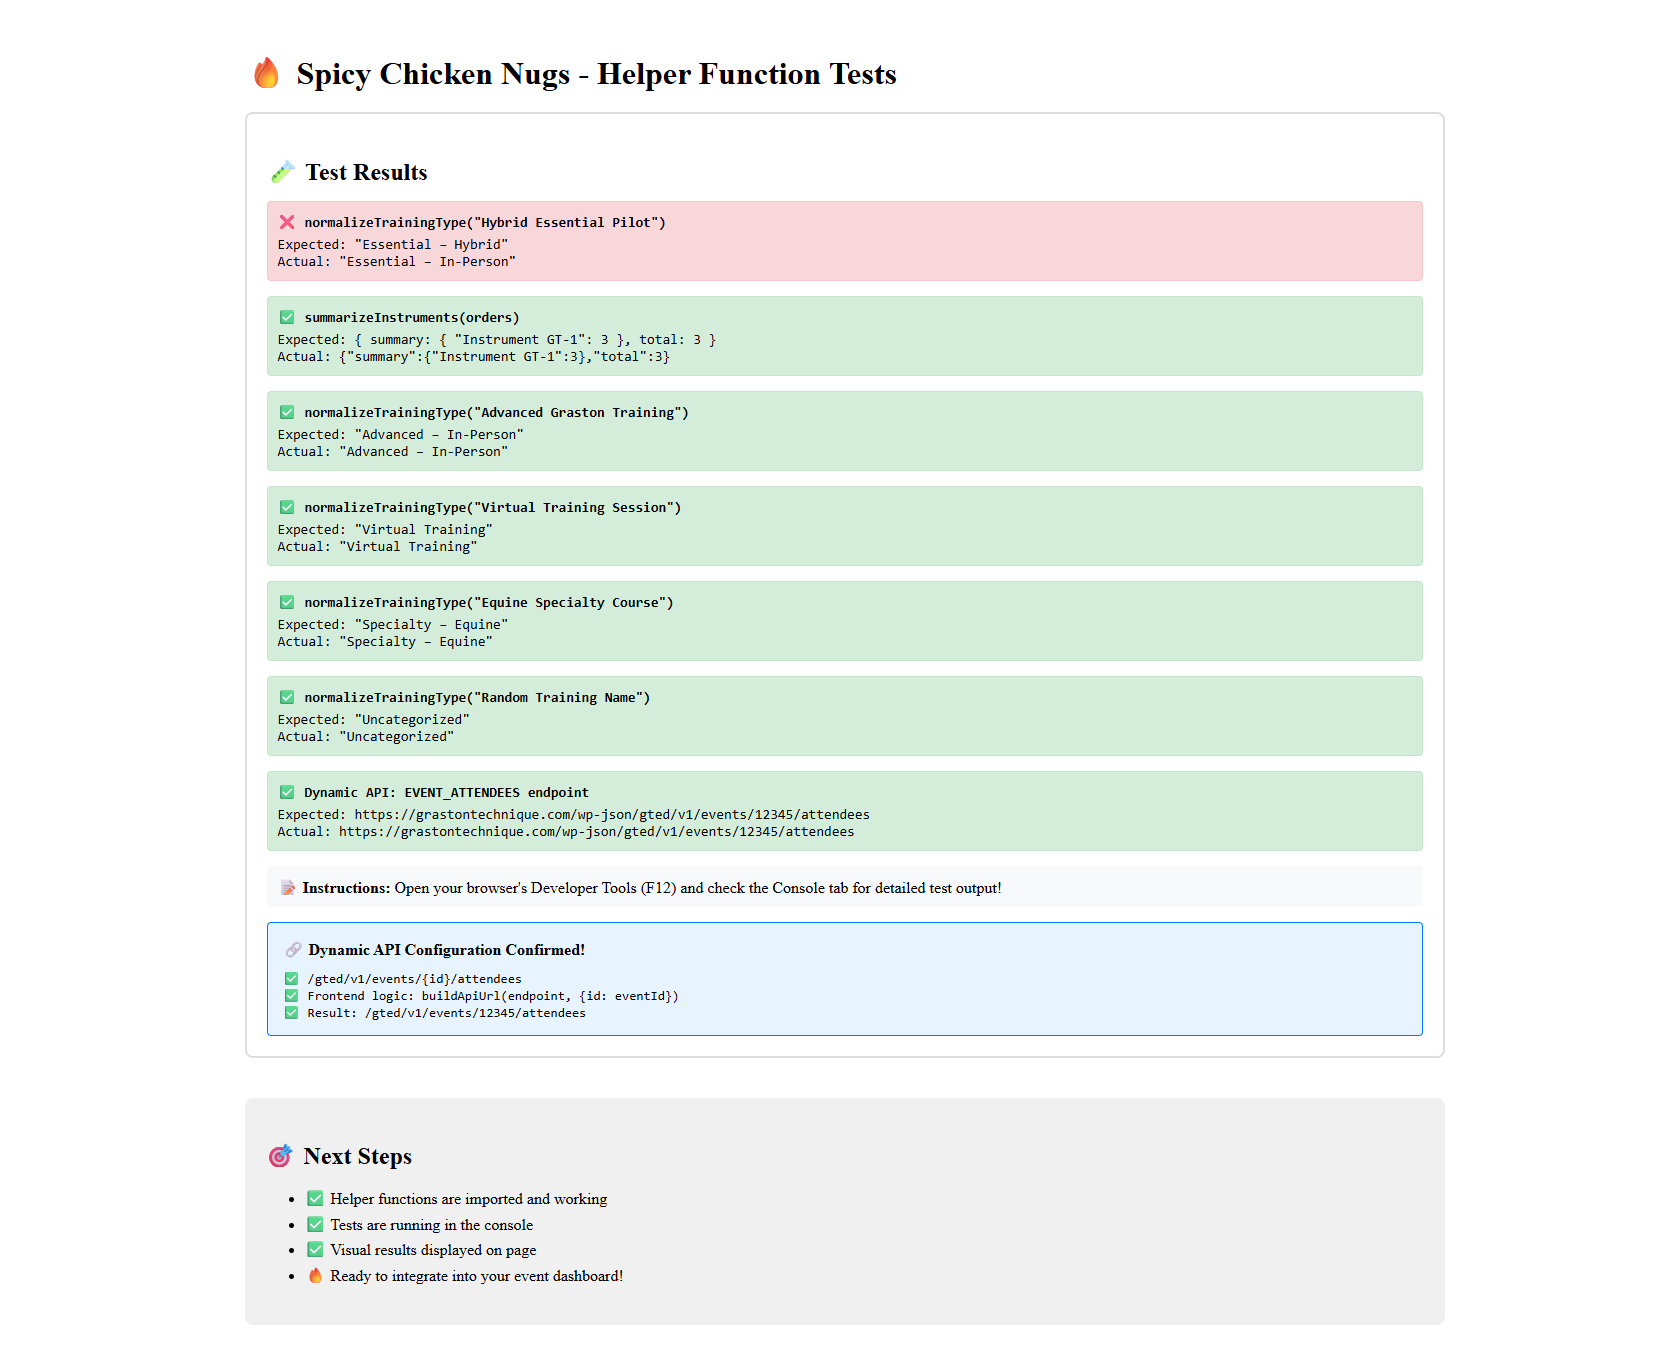 🔥 Spicy Chicken Nugs - Helper Function Tests
🧪 Test Results
❌ normalizeTrainingType("Hybrid Essential Pilot")
Expected: "Essential – Hybrid"
Actual: "Essential – In-Person"
✅ summarizeInstruments(orders)
Expected: { summary: { "Instrument GT-1": 3 }, total: 3 }
Actual: {"summary":{"Instrument GT-1":3},"total":3}
✅ normalizeTrainingType("Advanced Graston Training")
Expected: "Advanced – In-Person"
Actual: "Advanced – In-Person"
✅ normalizeTrainingType("Virtual Training Session")
Expected: "Virtual Training"
Actual: "Virtual Training"
✅ normalizeTrainingType("Equine Specialty Course")
Expected: "Specialty – Equine"
Actual: "Specialty – Equine"
✅ normalizeTrainingType("Random Training Name")
Expected: "Uncategorized"
Actual: "Uncategorized"
✅ Dynamic API: EVENT_ATTENDEES endpoint
Expected: https://grastontechnique.com/wp-json/gted/v1/events/12345/attendees
Actual: https://grastontechnique.com/wp-json/gted/v1/events/12345/attendees
📝 Instructions: Open your browser's Developer Tools (F12) and check the Console tab for detailed test output!
🔗 Dynamic API Configuration Confirmed!
✅ /gted/v1/events/{id}/attendees
✅ Frontend logic: buildApiUrl(endpoint, {id: eventId})
✅ Result: /gted/v1/events/12345/attendees
🎯 Next Steps
• ✅ Helper functions are imported and working
• ✅ Tests are running in the console
• ✅ Visual results displayed on page
• 🔥 Ready to integrate into your event dashboard!